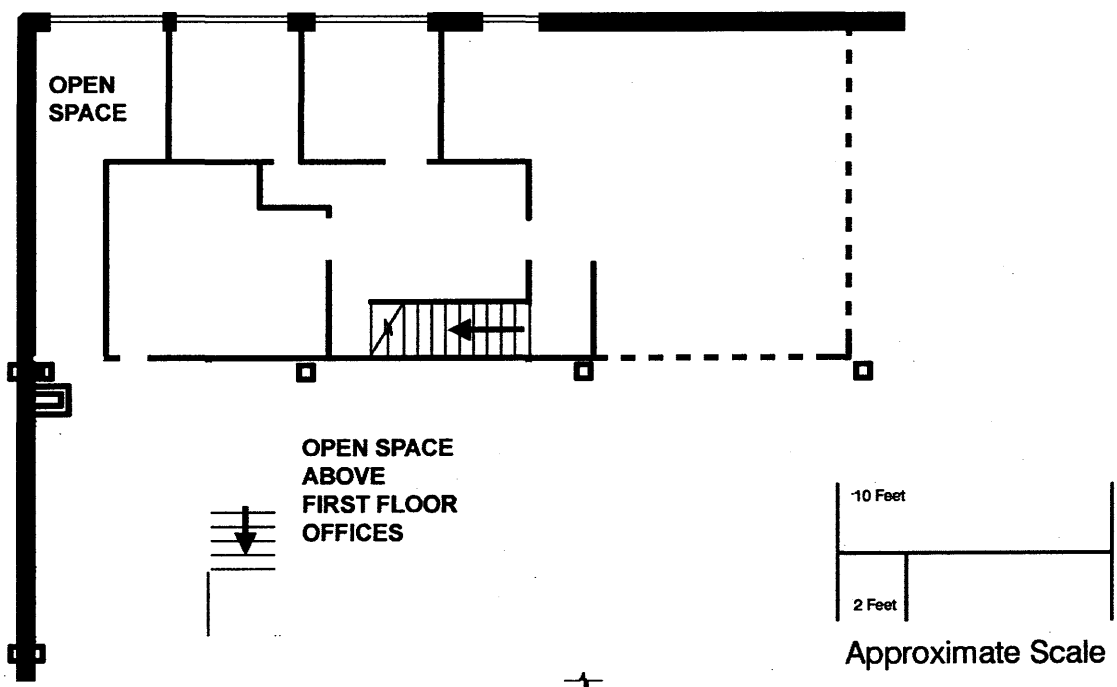 OPEN
SPACE
OPEN SPACE
ABOVE
FIRST FLOOR
OFFICES
10 Feet
2 Feet
Approximate Scale